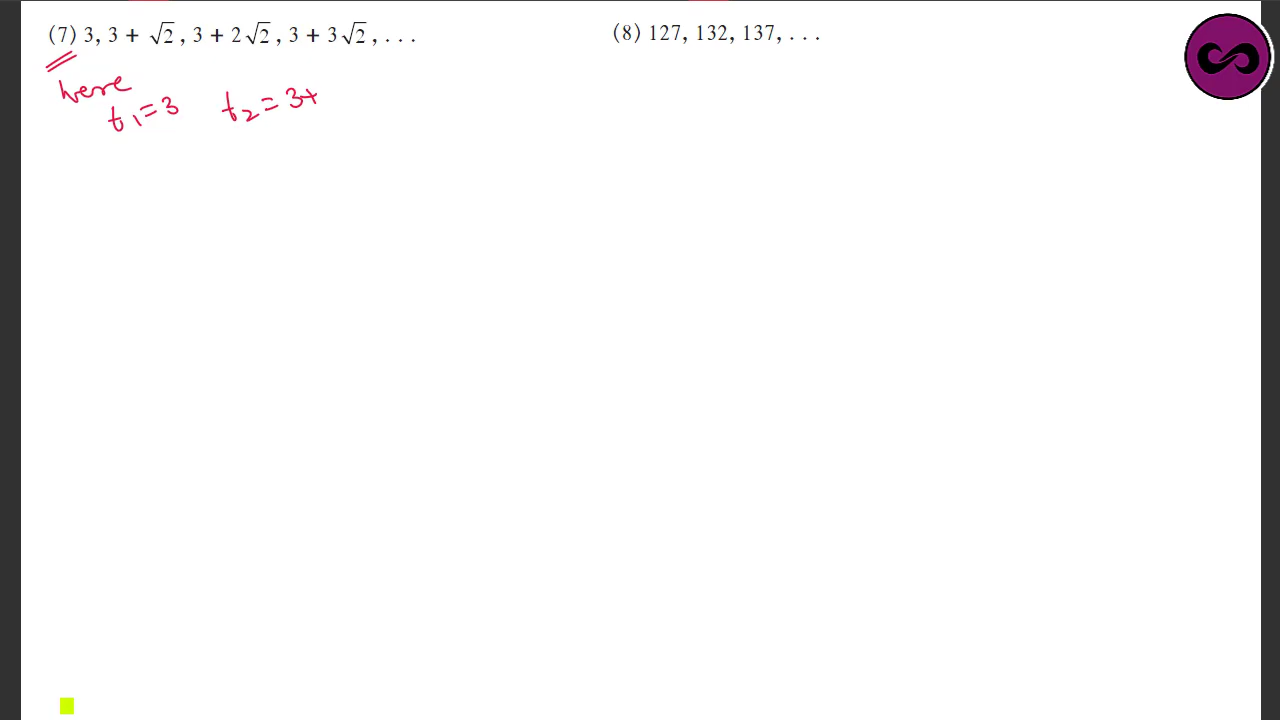 (7) 3, 3 + √2, 3 + 2√2, 3 + 3√2, . . .
(8) 127, 132, 137, . . .
here
t₁=3 t₂=3+